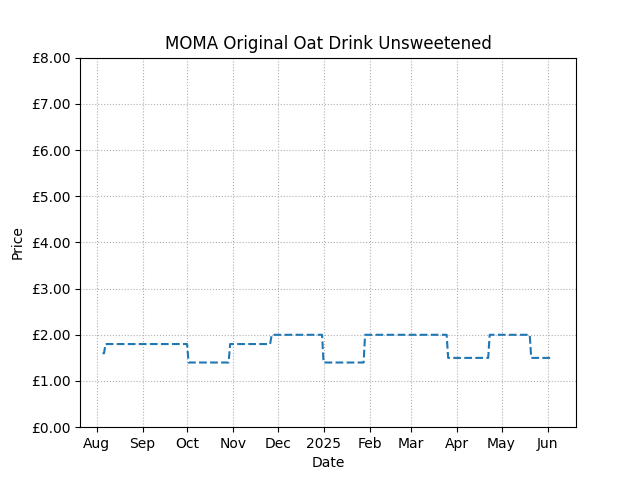 MOMA Original Oat Drink Unsweetened
£8.00
£7.00
£6.00
£5.00
£4.00
£3.00
£2.00
£1.00
£0.00
Price
Aug Sep Oct Nov Dec 2025 Feb Mar Apr May Jun
Date